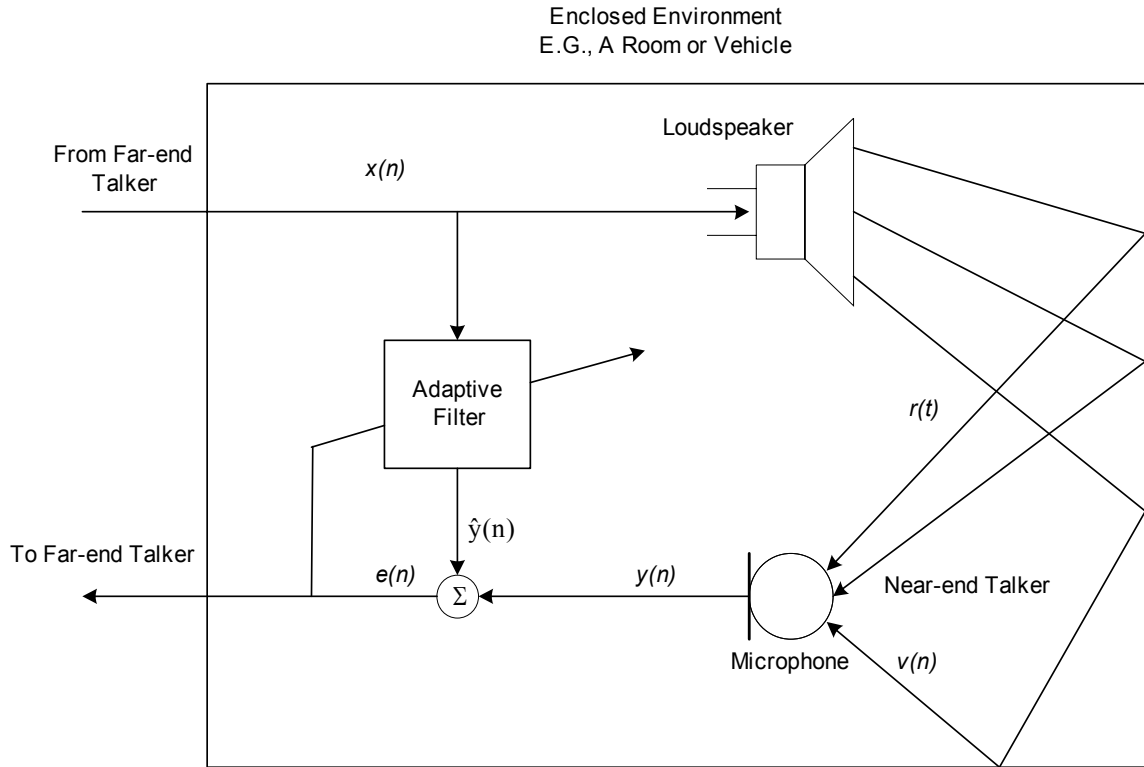 Enclosed Environment
E.G., A Room or Vehicle
Loudspeaker
From Far-end
Talker
x(n)
Adaptive
Filter
r(t)
ŷ(n)
To Far-end Talker
e(n)
y(n)
Near-end Talker
Σ
Microphone
v(n)